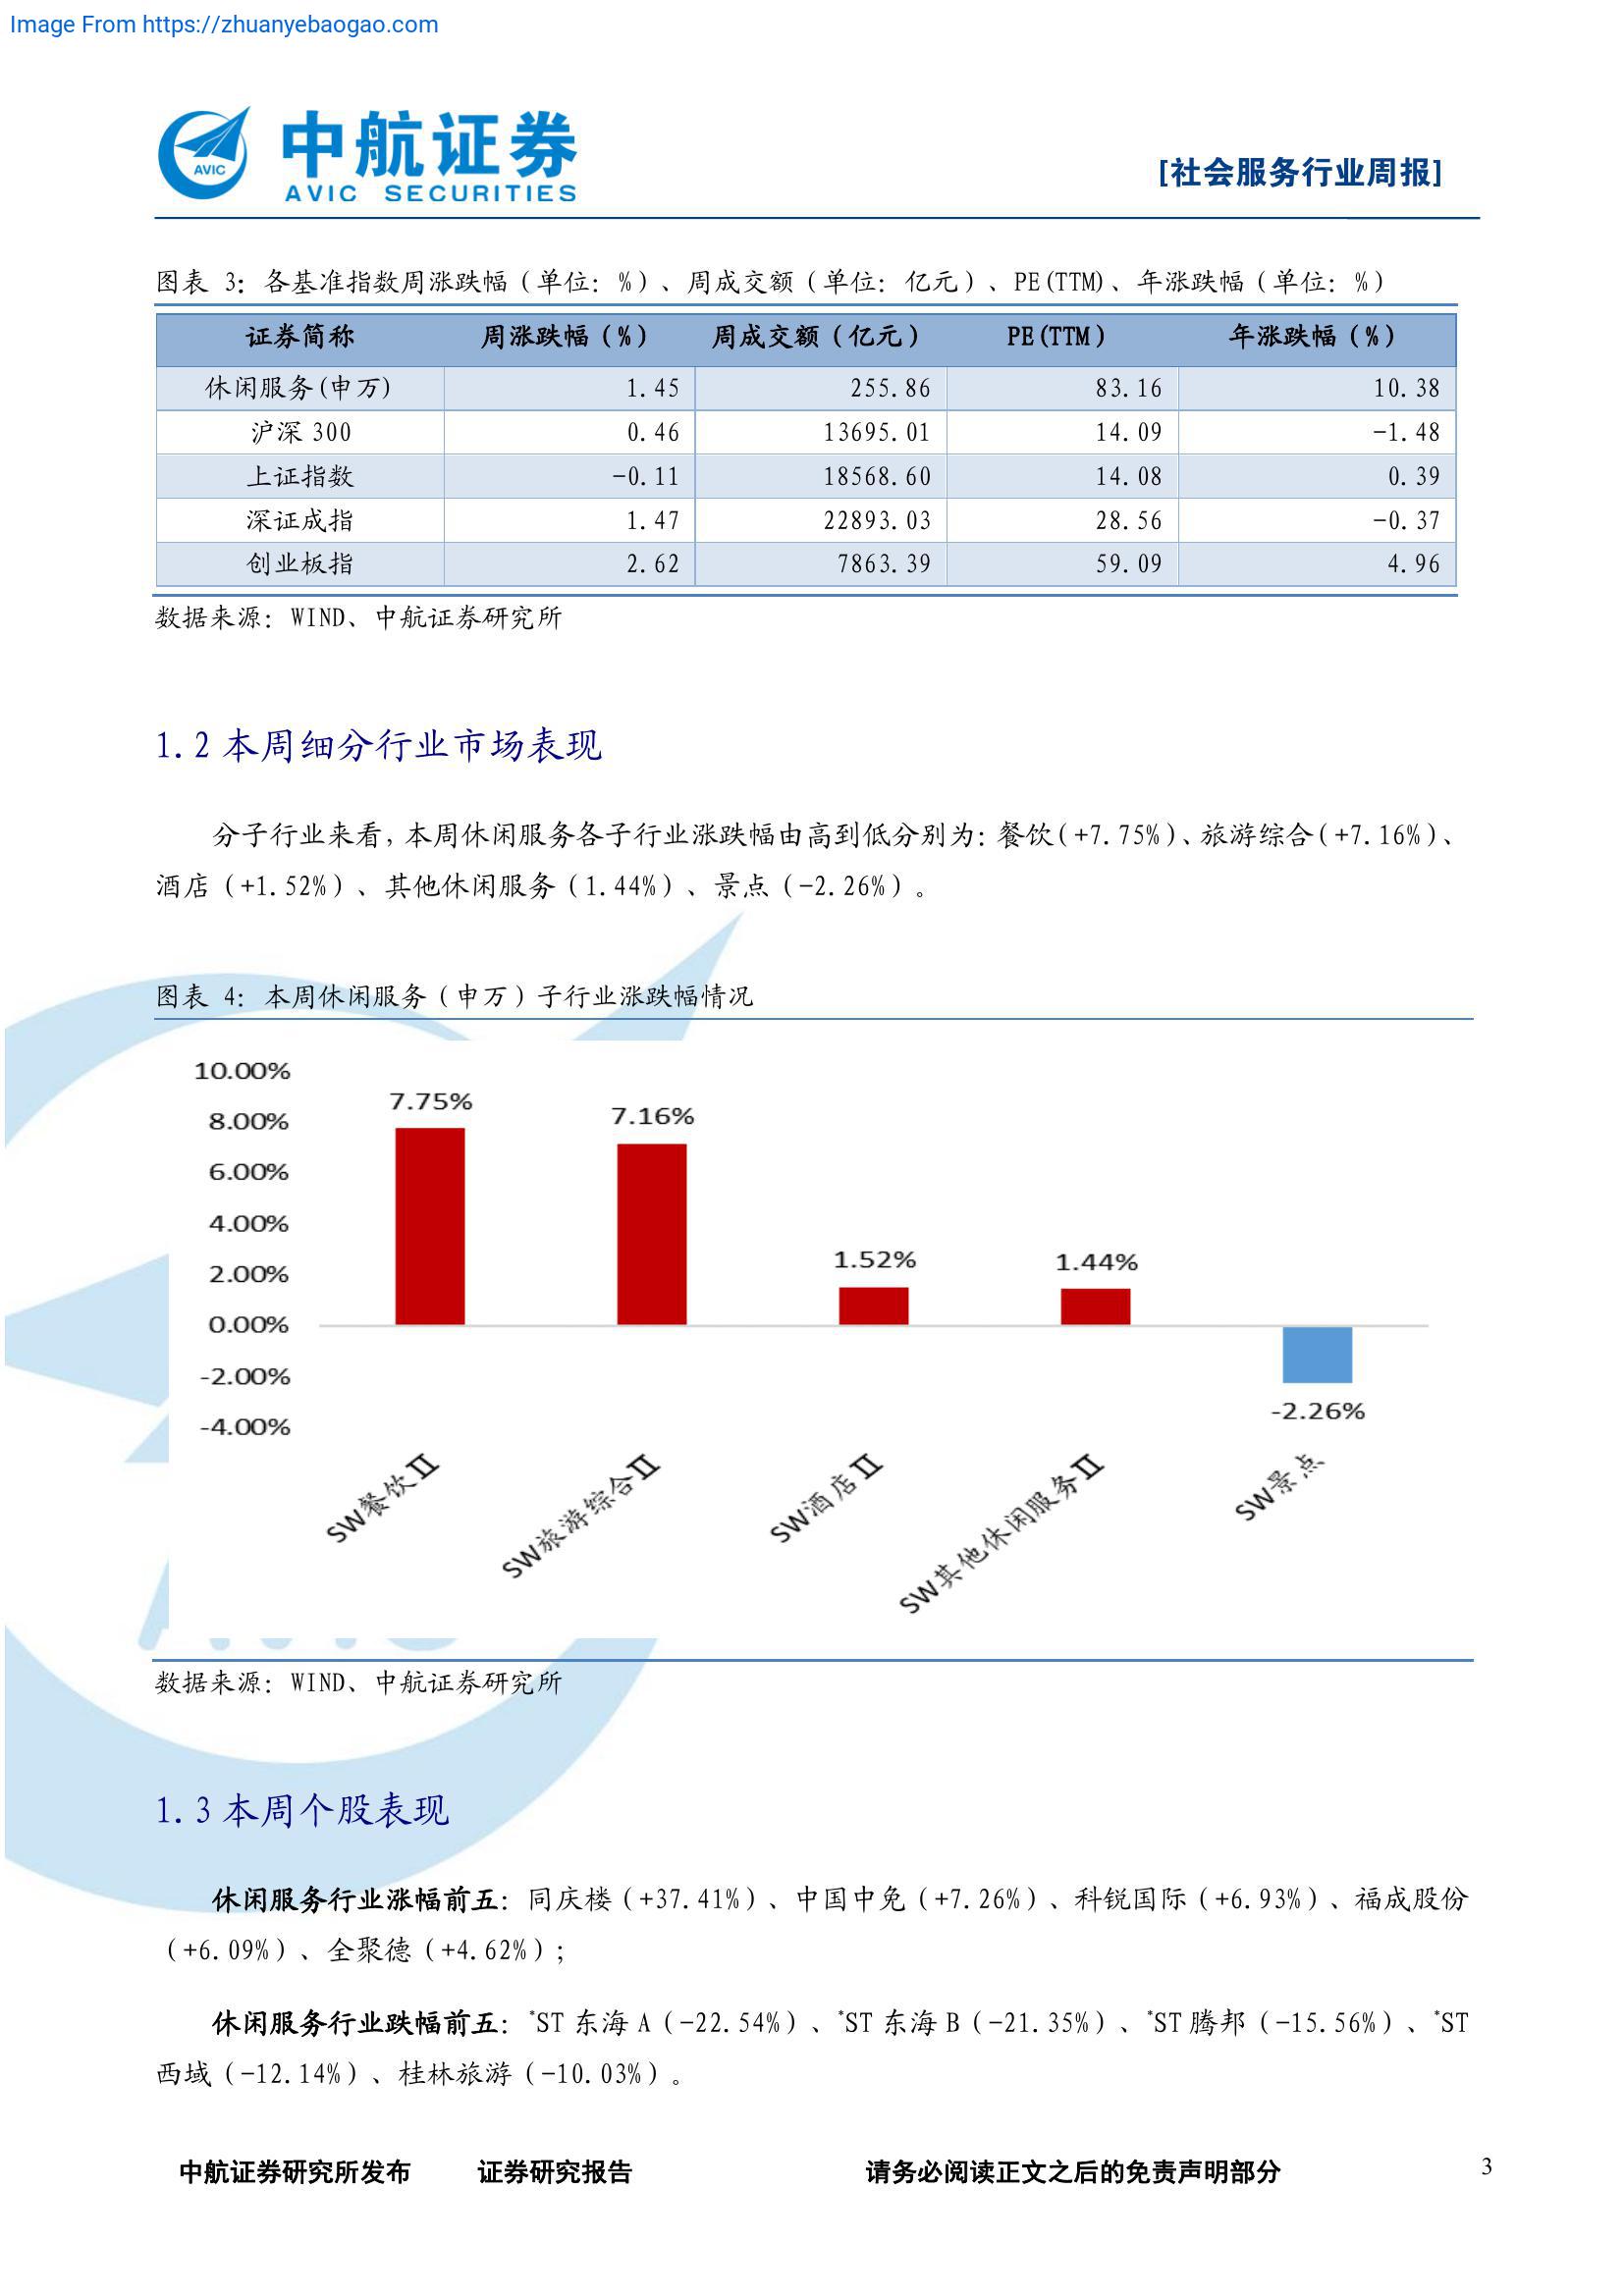 Image From https://zhuanyebaogao.com
AVIC
中航证券
AVIC SECURITIES
[社会服务行业周报]
图表 3：各基准指数周涨跌幅（单位：%）、周成交额（单位：亿元）、PE(TTM)、年涨跌幅（单位：%）
证券简称 周涨跌幅（%） 周成交额（亿元） PE(TTM) 年涨跌幅（%）
休闲服务(申万) 1.45 255.86 83.16 10.38
沪深 300 0.46 13695.01 14.09 -1.48
上证指数 -0.11 18568.60 14.08 0.39
深证成指 1.47 22893.03 28.56 -0.37
创业板指 2.62 7863.39 59.09 4.96
数据来源：WIND、中航证券研究所
1.2 本周细分行业市场表现
分子行业来看，本周休闲服务各子行业涨跌幅由高到低分别为：餐饮（+7.75%）、旅游综合（+7.16%）、
酒店（+1.52%）、其他休闲服务（1.44%）、景点（-2.26%）。
图表 4：本周休闲服务（申万）子行业涨跌幅情况
10.00%
8.00%
6.00%
4.00%
2.00%
0.00%
-2.00%
-4.00%
7.75%
7.16%
1.52%
1.44%
-2.26%
SW餐饮Ⅱ
SW旅游综合Ⅱ
SW酒店Ⅱ
SW其他休闲服务Ⅱ
SW景点
数据来源：WIND、中航证券研究所
1.3 本周个股表现
休闲服务行业涨幅前五：同庆楼（+37.41%）、中国中免（+7.26%）、科锐国际（+6.93%）、福成股份
（+6.09%）、全聚德（+4.62%）；
休闲服务行业跌幅前五：*ST 东海 A（-22.54%）、*ST 东海 B（-21.35%）、*ST 腾邦（-15.56%）、*ST
西域（-12.14%）、桂林旅游（-10.03%）。
中航证券研究所发布 证券研究报告 请务必阅读正文之后的免责声明部分 3